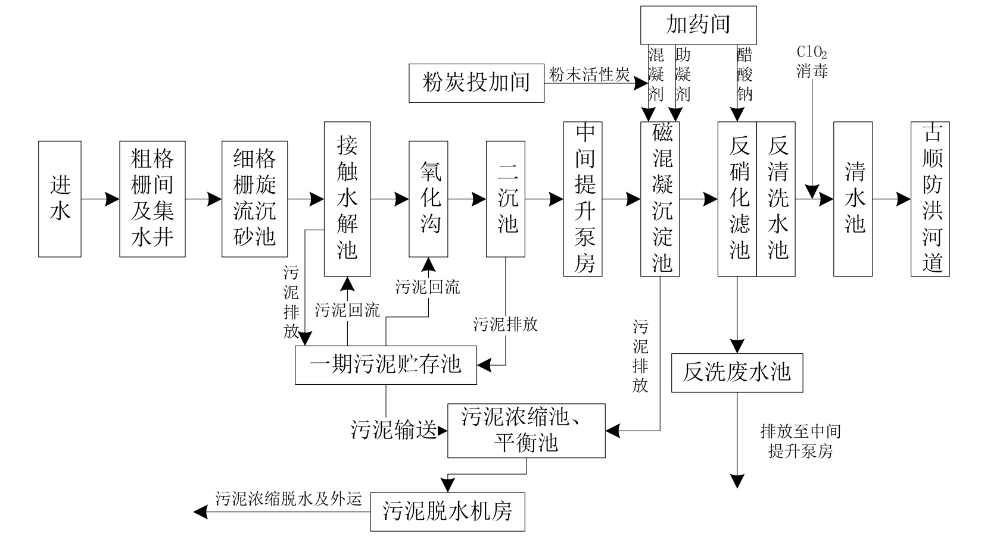 加药间
混凝剂
助凝剂
醋酸钠
ClO₂
消毒
粉炭投加间
粉末活性炭
进水
粗格
栅间
及集
水井
细格
栅旋
流沉
砂池
接触水解池
氧化沟
二沉池
中间提升泵房
磁混凝沉淀池
反硝化滤池
反清洗水池
清水池
古顺防洪河道
污泥排放
污泥回流
污泥回流
污泥排放
污泥排放
一期污泥贮存池
反洗废水池
污泥输送
污泥浓缩池、
平衡池
排放至中间
提升泵房
污泥浓缩脱水及外运
污泥脱水机房